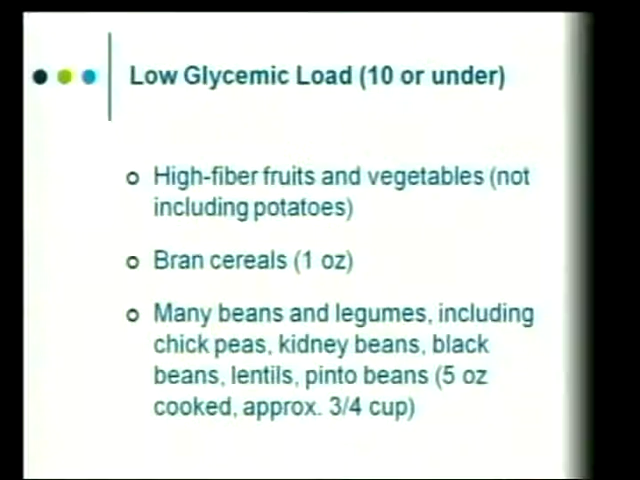 Low Glycemic Load (10 or under)
High-fiber fruits and vegetables (not
including potatoes)
Bran cereals (1 oz)
Many beans and legumes, including
chick peas, kidney beans, black
beans, lentils, pinto beans (5 oz
cooked, approx. 3/4 cup)